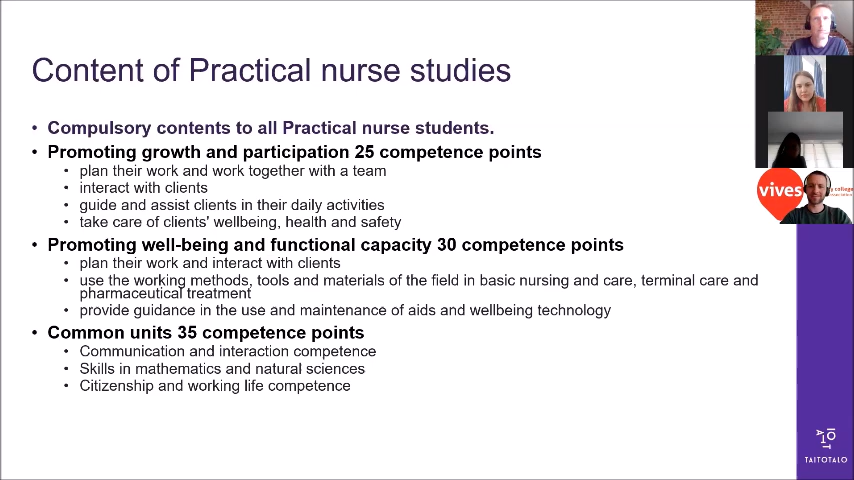 Content of Practical nurse studies
• Compulsory contents to all Practical nurse students.
• Promoting growth and participation 25 competence points
• plan their work and work together with a team
• interact with clients
• guide and assist clients in their daily activities
• take care of clients' wellbeing, health and safety
• Promoting well-being and functional capacity 30 competence points
• plan their work and interact with clients
• use the working methods, tools and materials of the field in basic nursing and care, terminal care and
pharmaceutical treatment
• provide guidance in the use and maintenance of aids and wellbeing technology
• Common units 35 competence points
• Communication and interaction competence
• Skills in mathematics and natural sciences
• Citizenship and working life competence
vives
college
TAITOTALO